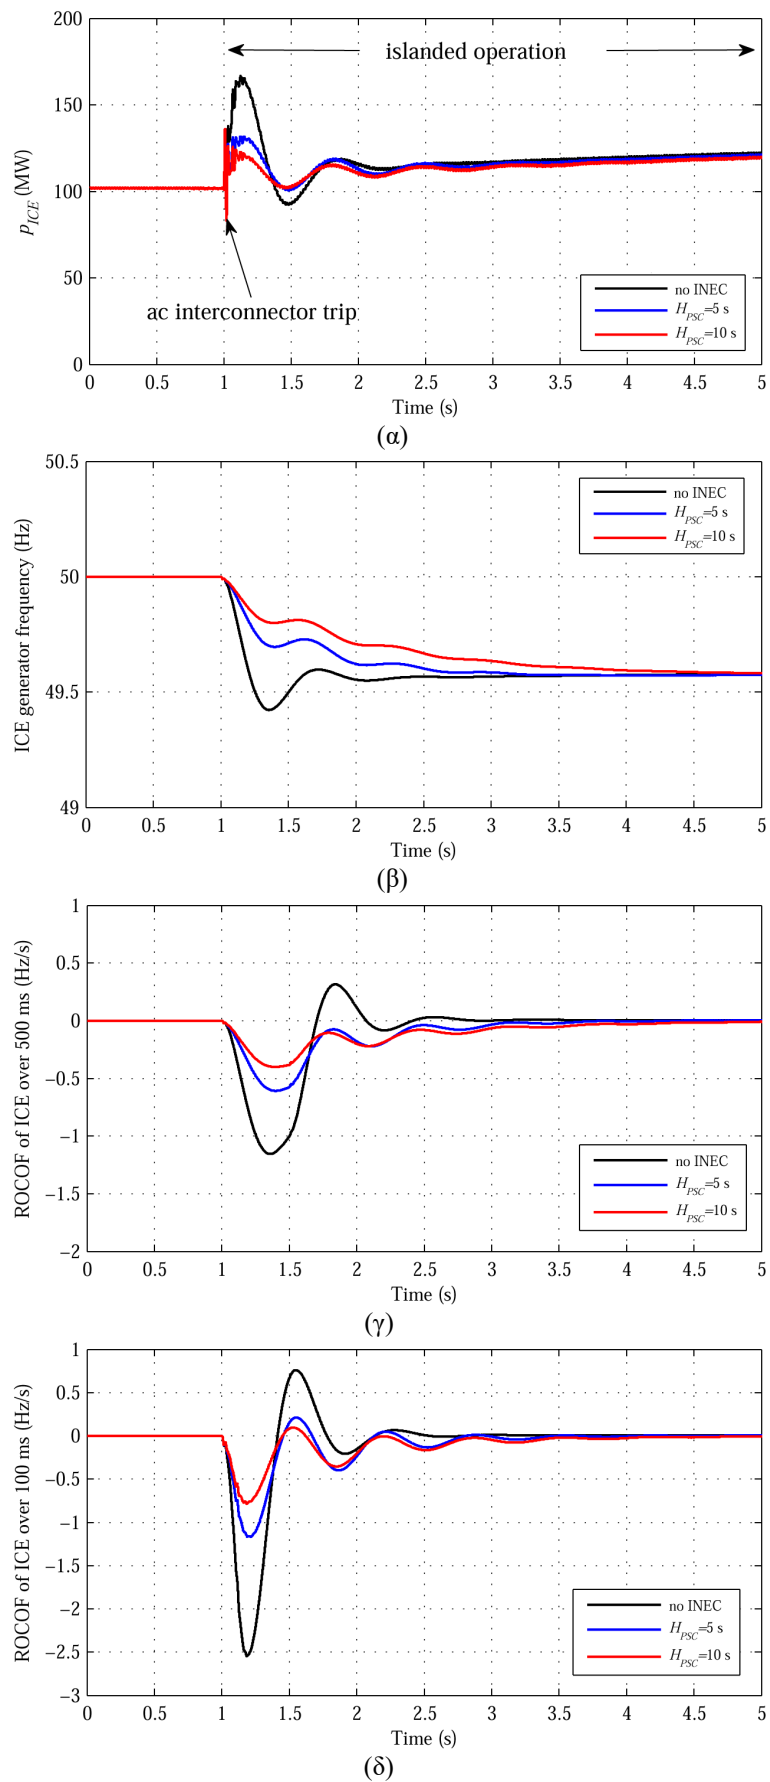 200
islanded operation
150
p_ICE (MW)
100
50
no INEC
H_PSC=5 s
ac interconnector trip
H_PSC=10 s
0
0 0.5 1 1.5 2 2.5 3 3.5 4 4.5 5
Time (s)
(α)
50.5
no INEC
H_PSC=5 s
H_PSC=10 s
50
ICE generator frequency (Hz)
49.5
49
0 0.5 1 1.5 2 2.5 3 3.5 4 4.5 5
Time (s)
(β)
1
0.5
0
ROCOF of ICE over 500 ms (Hz/s)
−0.5
−1
no INEC
H_PSC=5 s
−1.5
H_PSC=10 s
−2
0 0.5 1 1.5 2 2.5 3 3.5 4 4.5 5
Time (s)
(γ)
1
0.5
0
−0.5
ROCOF of ICE over 100 ms (Hz/s)
−1
−1.5
−2
no INEC
H_PSC=5 s
−2.5
H_PSC=10 s
−3
0 0.5 1 1.5 2 2.5 3 3.5 4 4.5 5
Time (s)
(δ)